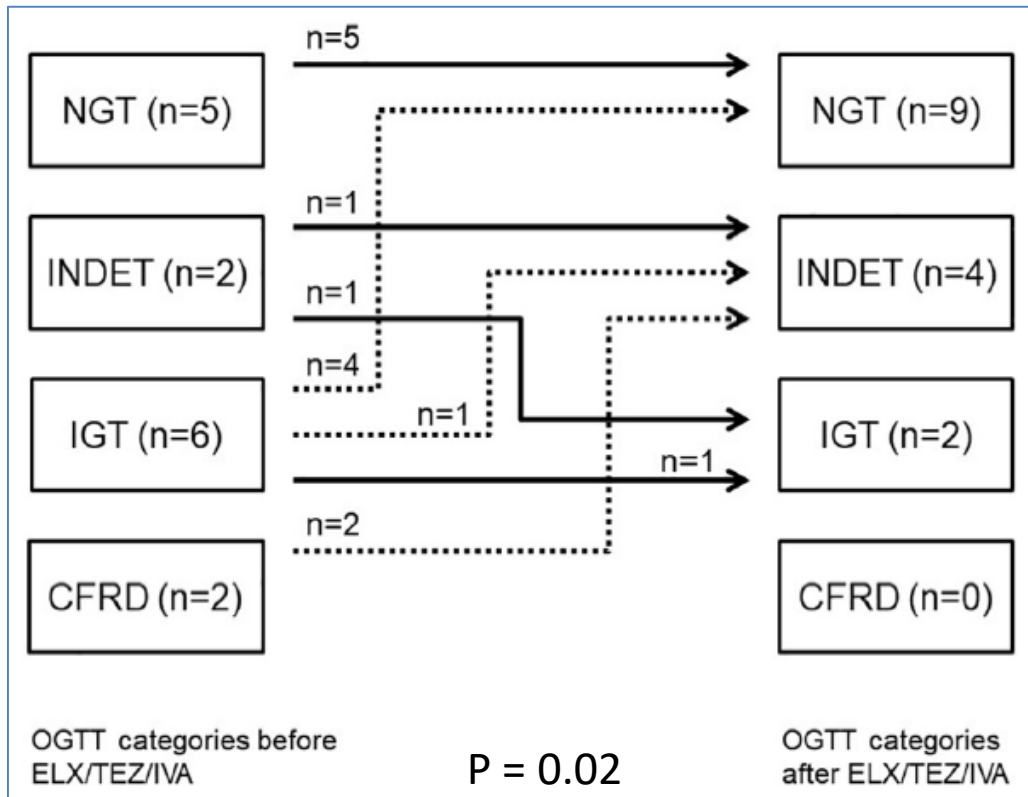 n=5
NGT (n=5)
NGT (n=9)
n=1
INDET (n=2)
INDET (n=4)
n=1
n=4
n=1
IGT (n=6)
IGT (n=2)
n=1
n=2
CFRD (n=2)
CFRD (n=0)
OGTT categories before
ELX/TEZ/IVA
P = 0.02
OGTT categories
after ELX/TEZ/IVA